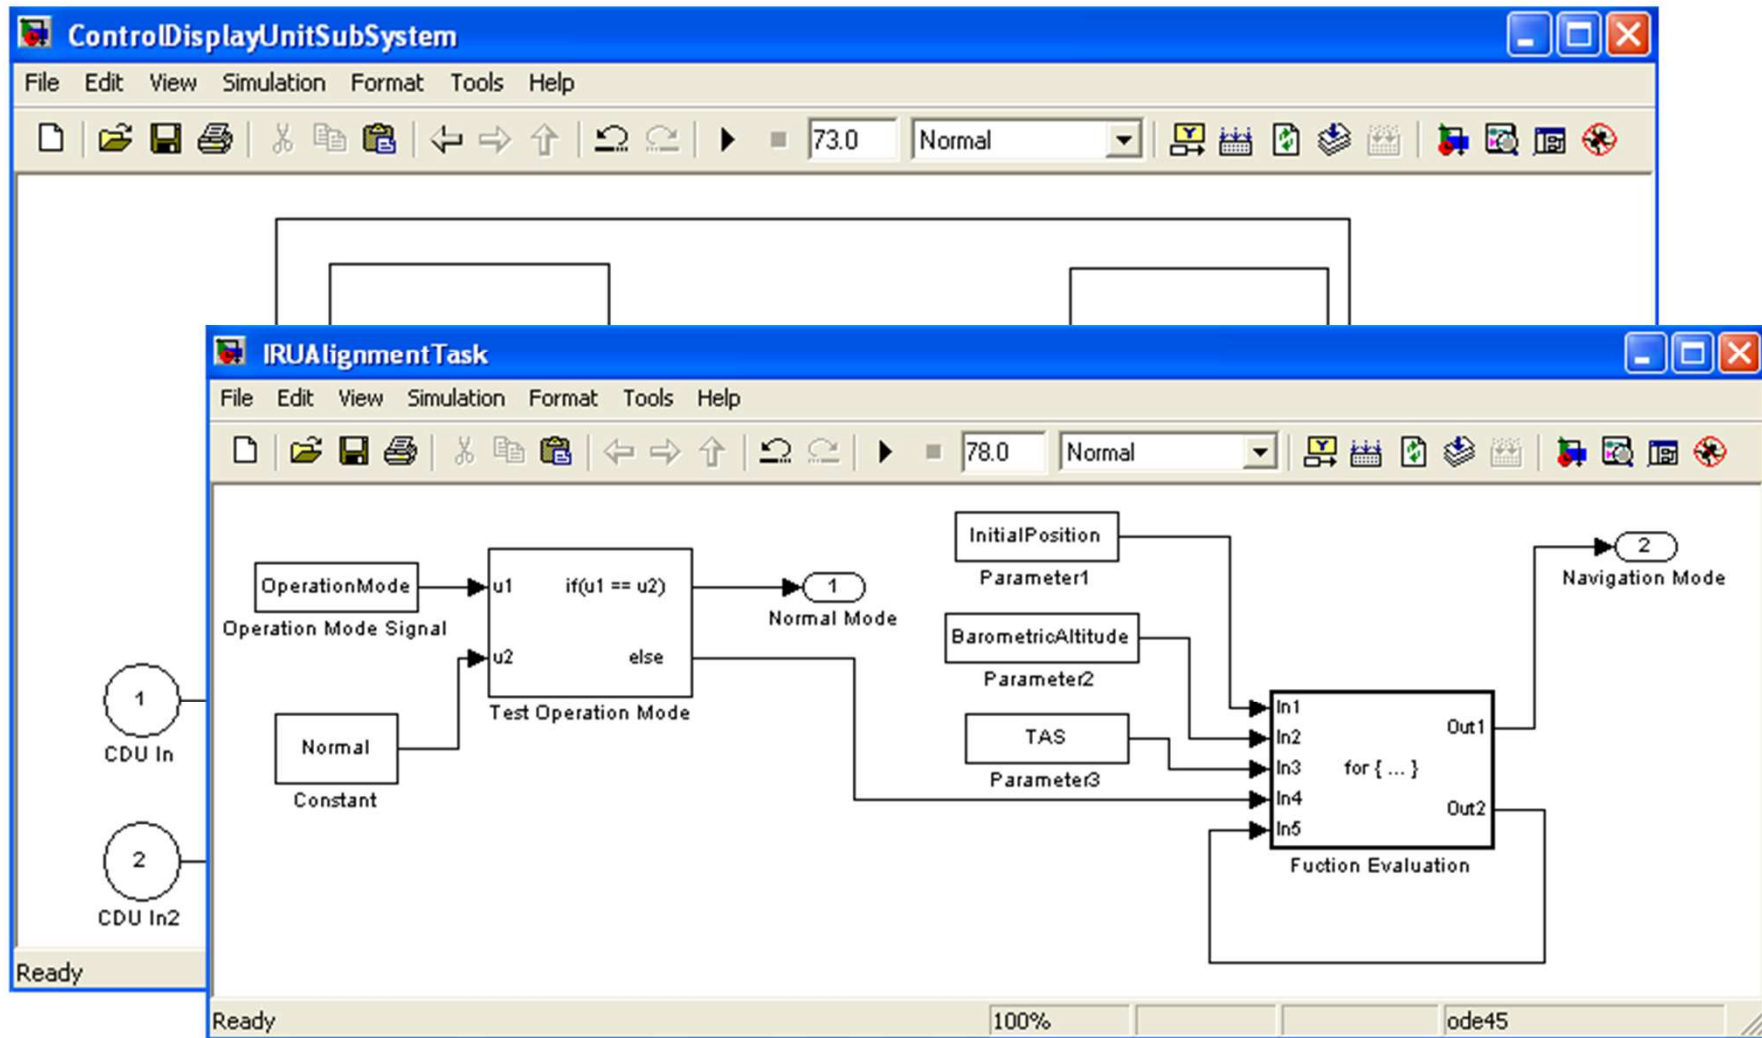 ControlDisplayUnitSubSystem
File Edit View Simulation Format Tools Help
73.0 Normal
1
CDU In
2
CDU In2
Ready
IRUAlignmentTask
File Edit View Simulation Format Tools Help
78.0 Normal
OperationMode
Operation Mode Signal
Normal
Constant
u1 if(u1 == u2)
u2 else
Test Operation Mode
1
Normal Mode
InitialPosition
Parameter1
BarometricAltitude
Parameter2
TAS
Parameter3
In1
In2
In3
In4
In5
for { ... }
Out1
Out2
Fuction Evaluation
2
Navigation Mode
Ready 100% ode45